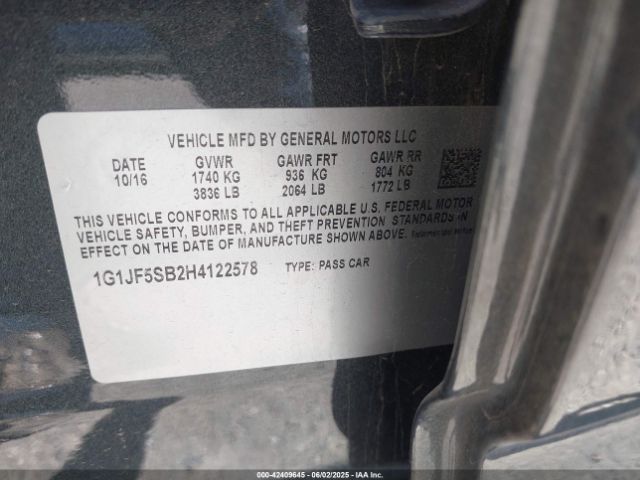 VEHICLE MFD BY GENERAL MOTORS LLC
DATE GVWR GAWR FRT GAWR RR
10/16 1740 KG 936 KG 804 KG
3836 LB 2064 LB 1772 LB
THIS VEHICLE CONFORMS TO ALL APPLICABLE U.S. FEDERAL MOTOR
VEHICLE SAFETY, BUMPER, AND THEFT PREVENTION STANDARDS IN
EFFECT ON THE DATE OF MANUFACTURE SHOWN ABOVE.
1G1JF5SB2H4122578 TYPE: PASS CAR
000-42409645 - 06/02/2025 - IAAI Copart